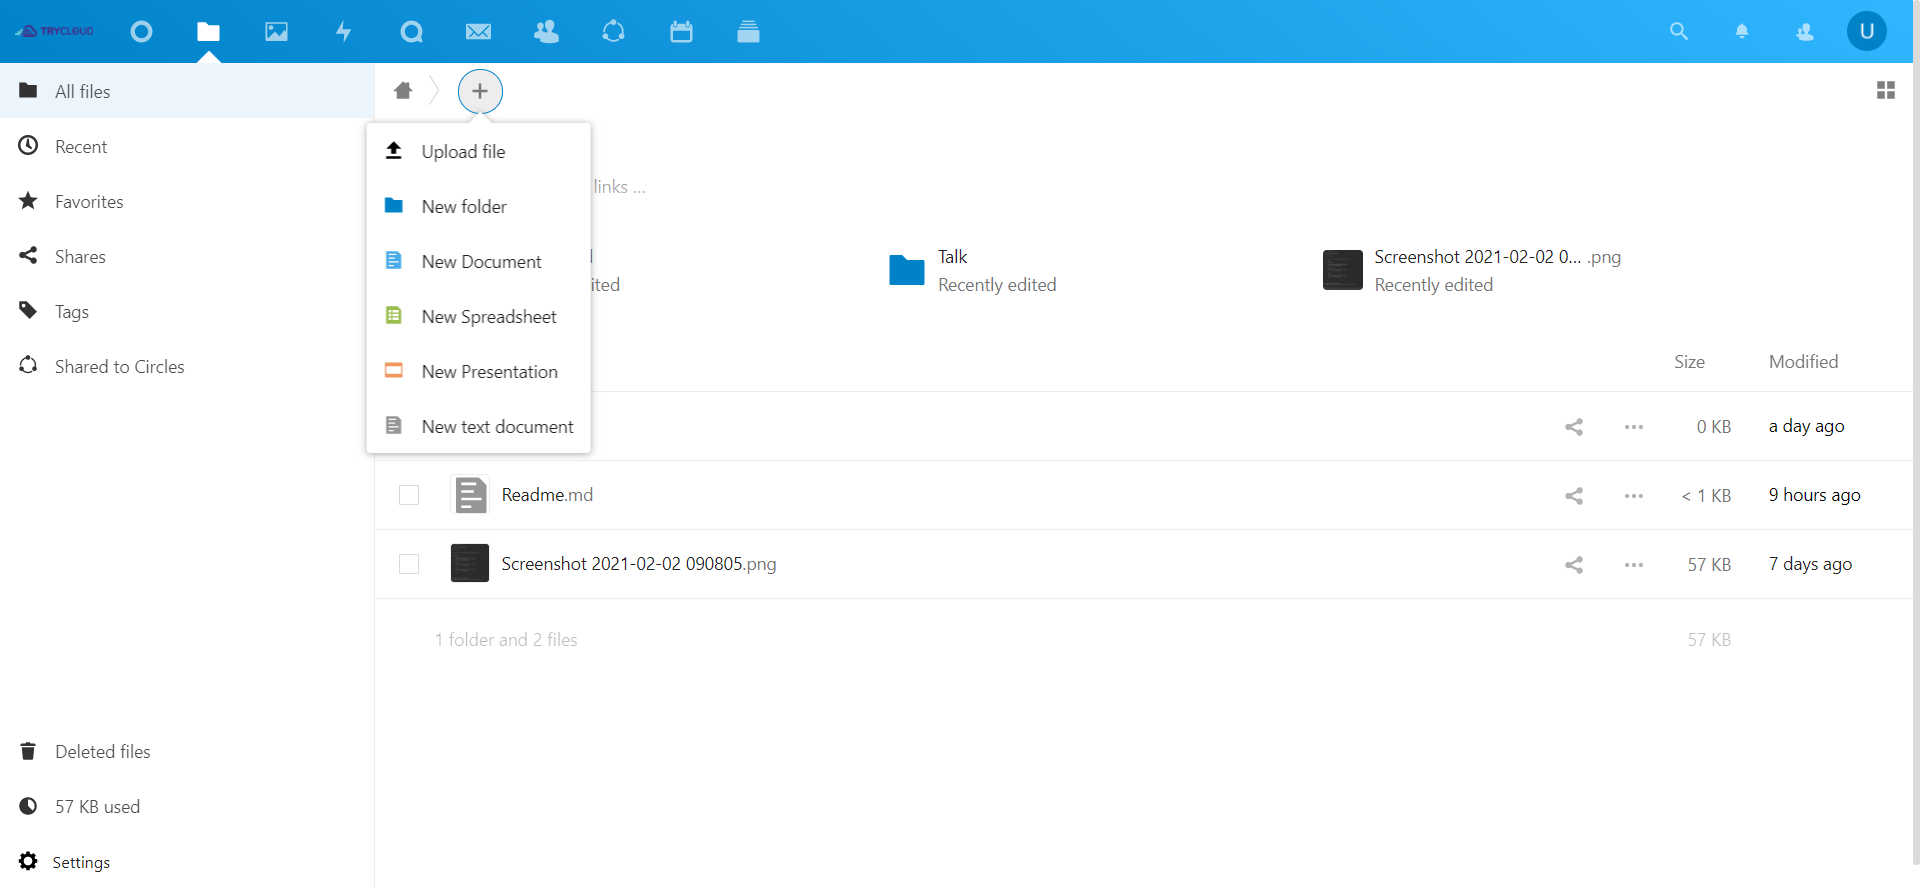 TRYCLOUD
U
All files
Recent
Favorites
Shares
Tags
Shared to Circles
Upload file
New folder
New Document
New Spreadsheet
New Presentation
New text document
links ...
Talk
Recently edited
Screenshot 2021-02-02 0... .png
Recently edited
Size Modified
0 KB a day ago
Readme.md < 1 KB 9 hours ago
Screenshot 2021-02-02 090805.png 57 KB 7 days ago
1 folder and 2 files 57 KB
Deleted files
57 KB used
Settings